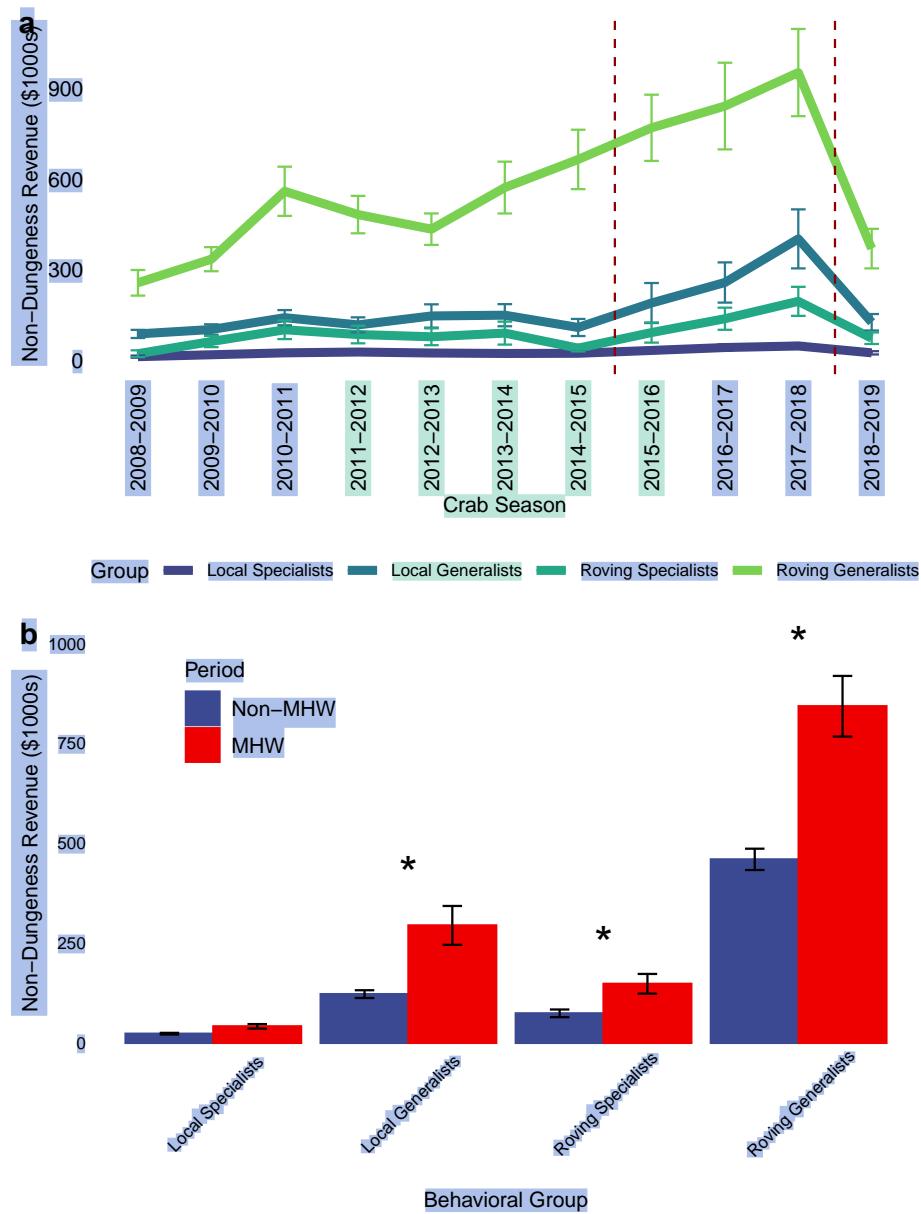 a
Non–Dungeness Revenue ($1000s)
900
600
300
0
2008–2009
2009–2010
2010–2011
2011–2012
2012–2013
2013–2014
2014–2015
2015–2016
2016–2017
2017–2018
2018–2019
Crab Season
Group Local Specialists Local Generalists Roving Specialists Roving Generalists
b
Non–Dungeness Revenue ($1000s)
1000
750
500
250
0
Period
Non–MHW
MHW
*
*
*
Local Specialists
Local Generalists
Roving Specialists
Roving Generalists
Behavioral Group